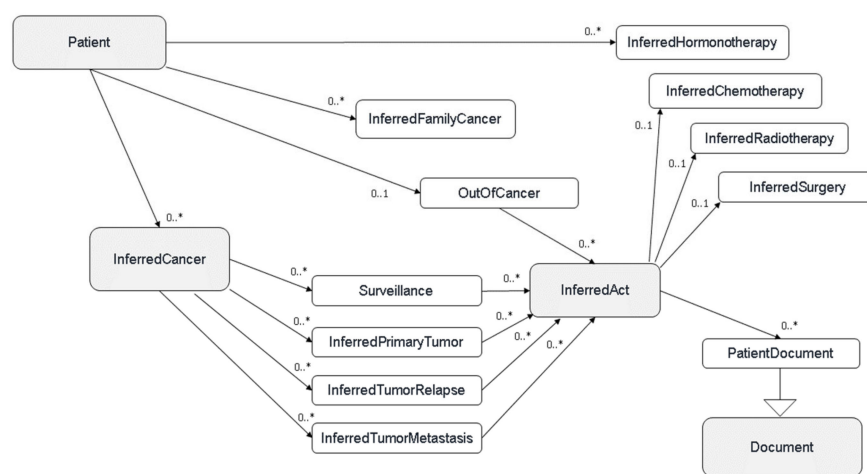 Patient
0..*
InferredHormonotherapy
0..*
InferredFamilyCancer
InferredChemotherapy
0..1
InferredRadiotherapy
0..1
InferredSurgery
0..1
0..1
OutOfCancer
0..*
0..*
InferredCancer
0..*
Surveillance
0..*
InferredAct
0..*
InferredPrimaryTumor
0..*
0..*
0..*
InferredTumorRelapse
0..*
0..*
InferredTumorMetastasis
0..*
PatientDocument
Document